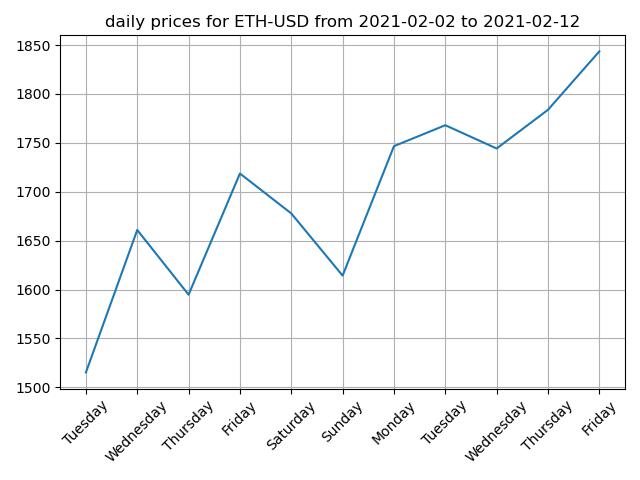 daily prices for ETH-USD from 2021-02-02 to 2021-02-12
1850
1800
1750
1700
1650
1600
1550
1500
Tuesday
Wednesday
Thursday
Friday
Saturday
Sunday
Monday
Tuesday
Wednesday
Thursday
Friday